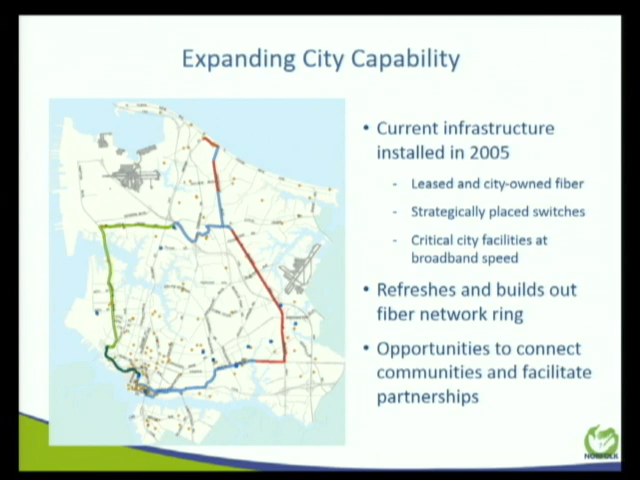 Expanding City Capability
• Current infrastructure
installed in 2005
- Leased and city-owned fiber
- Strategically placed switches
- Critical city facilities at
broadband speed
• Refreshes and builds out
fiber network ring
• Opportunities to connect
communities and facilitate
partnerships
NORFOLK